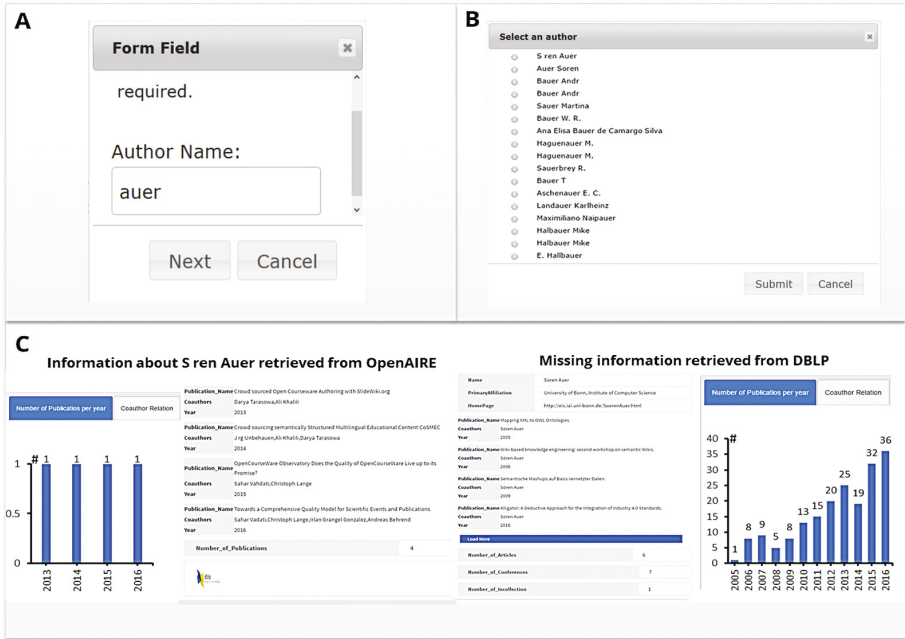 A
Form Field
required.
Author Name:
auer
Next Cancel
B
Select an author
S ren Auer
Auer Soren
Bauer Andr
Bauer Andr
Sauer Martina
Bauer W. R.
Ana Elisa Bauer de Camargo Silva
Haguenauer M.
Haguenauer M.
Sauerbrey R.
Bauer T
Aschenauer E. C.
Landauer Karlheinz
Maximiliano Naipauer
Halbauer Mike
Halbauer Mike
E. Hallbauer
Submit Cancel
C
Information about S ren Auer retrieved from OpenAIRE
Number of Publicatios per year Coauthor Relation
#
1 1 1 1
1
0.5
0
2013 2014 2015 2016
Publication_Name Crowd sourced Open Courseware Authoring with SlideWiki.org
Coauthors Darya Tarasowa,Ali Khalili
Year 2013
Publication_Name Crowd sourcing semantically Structured Multilingual Educational Content CoSMEC
Coauthors J rg Unbehauen,Ali Khalili,Darya Tarasowa
Year 2014
Publication_Name OpenCourseWare Observatory Does the Quality of OpenCourseWare Live up to its
Promise?
Coauthors Sahar Vahdati,Christoph Lange
Year 2015
Publication_Name Towards a Comprehensive Quality Model for Scientific Events and Publications
Coauthors Sahar Vadati,Christoph Lange,Irlan Grangel Gonzalez,Andreas Behrend
Year 2016
Number_of_Publications 4
Missing information retrieved from DBLP
Name Sören Auer
PrimaryAffiliation University of Bonn, Institute of Computer Science
HomePage http://eis.iai.uni-bonn.de/SoerenAuer.html
Publication_Name Mapping XML to OWL Ontologies.
Coauthors Sören Auer
Year 2005
Publication_Name Wiki based knowledge engineering: second workshop on semantic wikis.
Coauthors Sören Auer
Year 2006
Publication_Name Semantische Mashups auf Basis Vernetzter Daten.
Coauthors Sören Auer
Year 2009
Publication_Name Alligator: A Deductive Approach for the Integration of Industry 4.0 Standards.
Coauthors Sören Auer
Year 2016
Load More
Number_of_Articles 6
Number_of_Conferences 7
Number_of_Incollection 1
Number of Publicatios per year Coauthor Relation
#
40
35
30
25
20
15
10
5
0
1 8 9 5 8 13 15 20 25 19 32 36
2005 2006 2007 2008 2009 2010 2011 2012 2013 2014 2015 2016